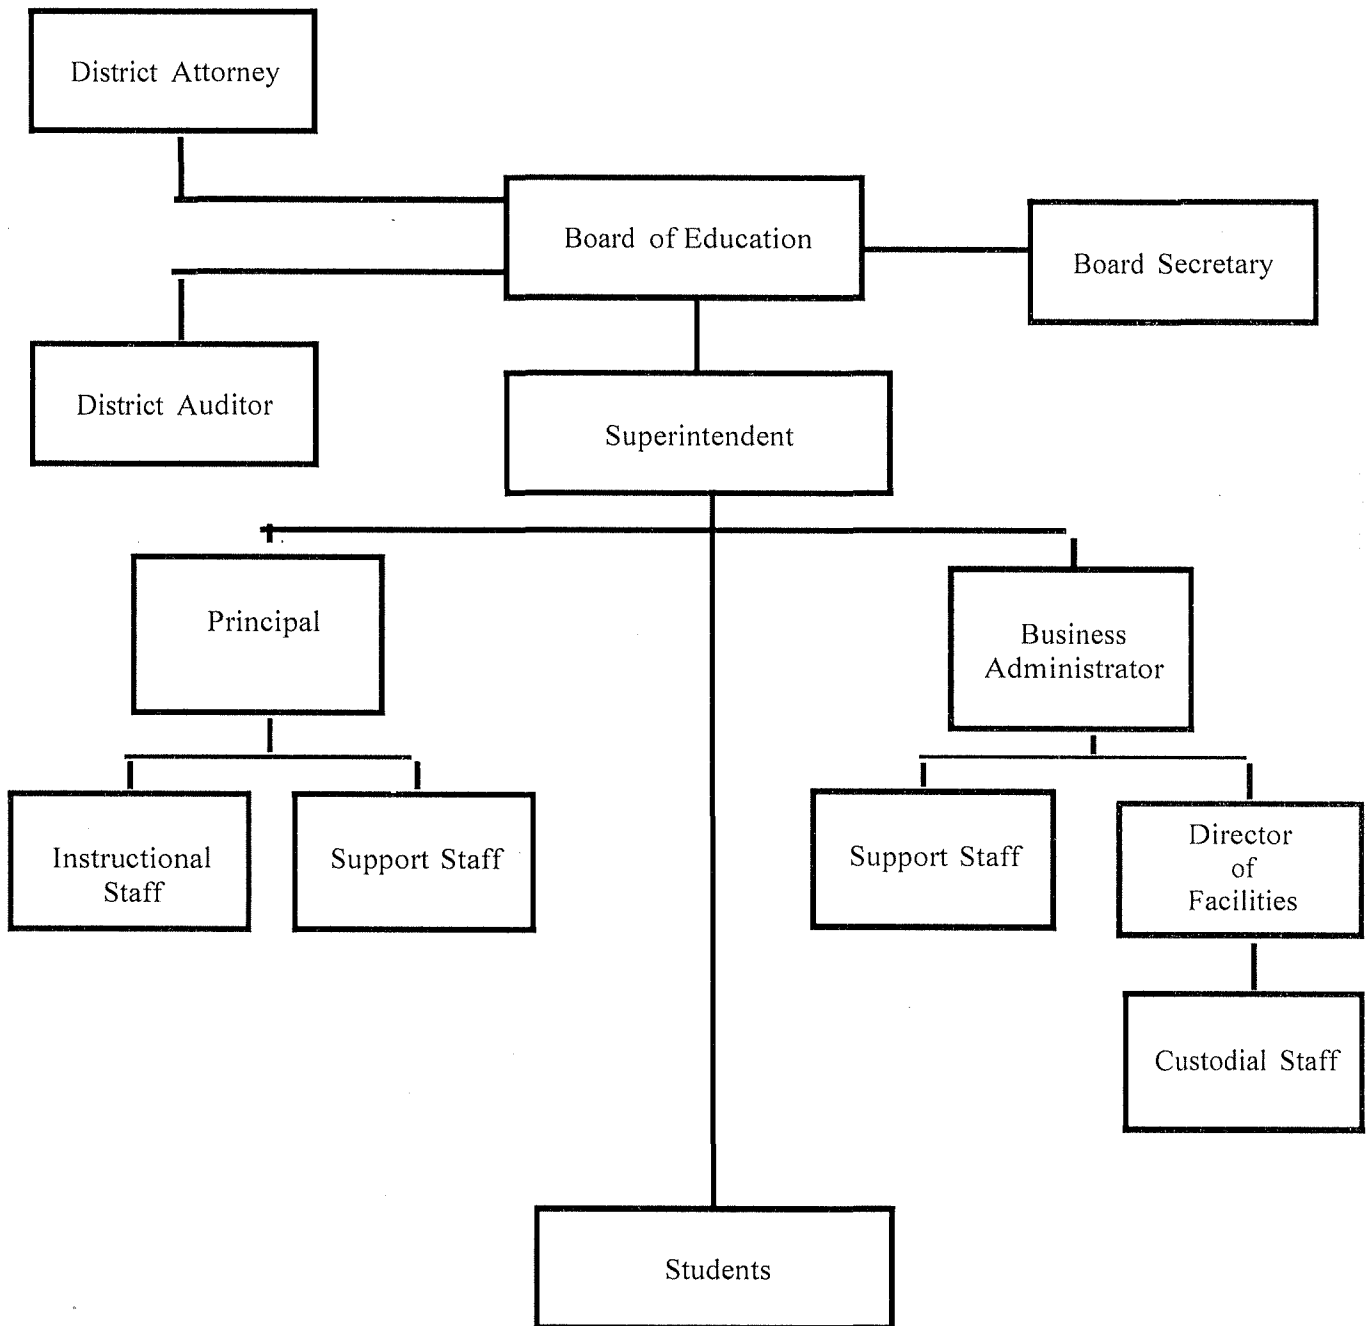 District Attorney
Board of Education
Board Secretary
District Auditor
Superintendent
Principal
Business
Administrator
Instructional
Staff
Support Staff
Support Staff
Director
of
Facilities
Custodial Staff
Students